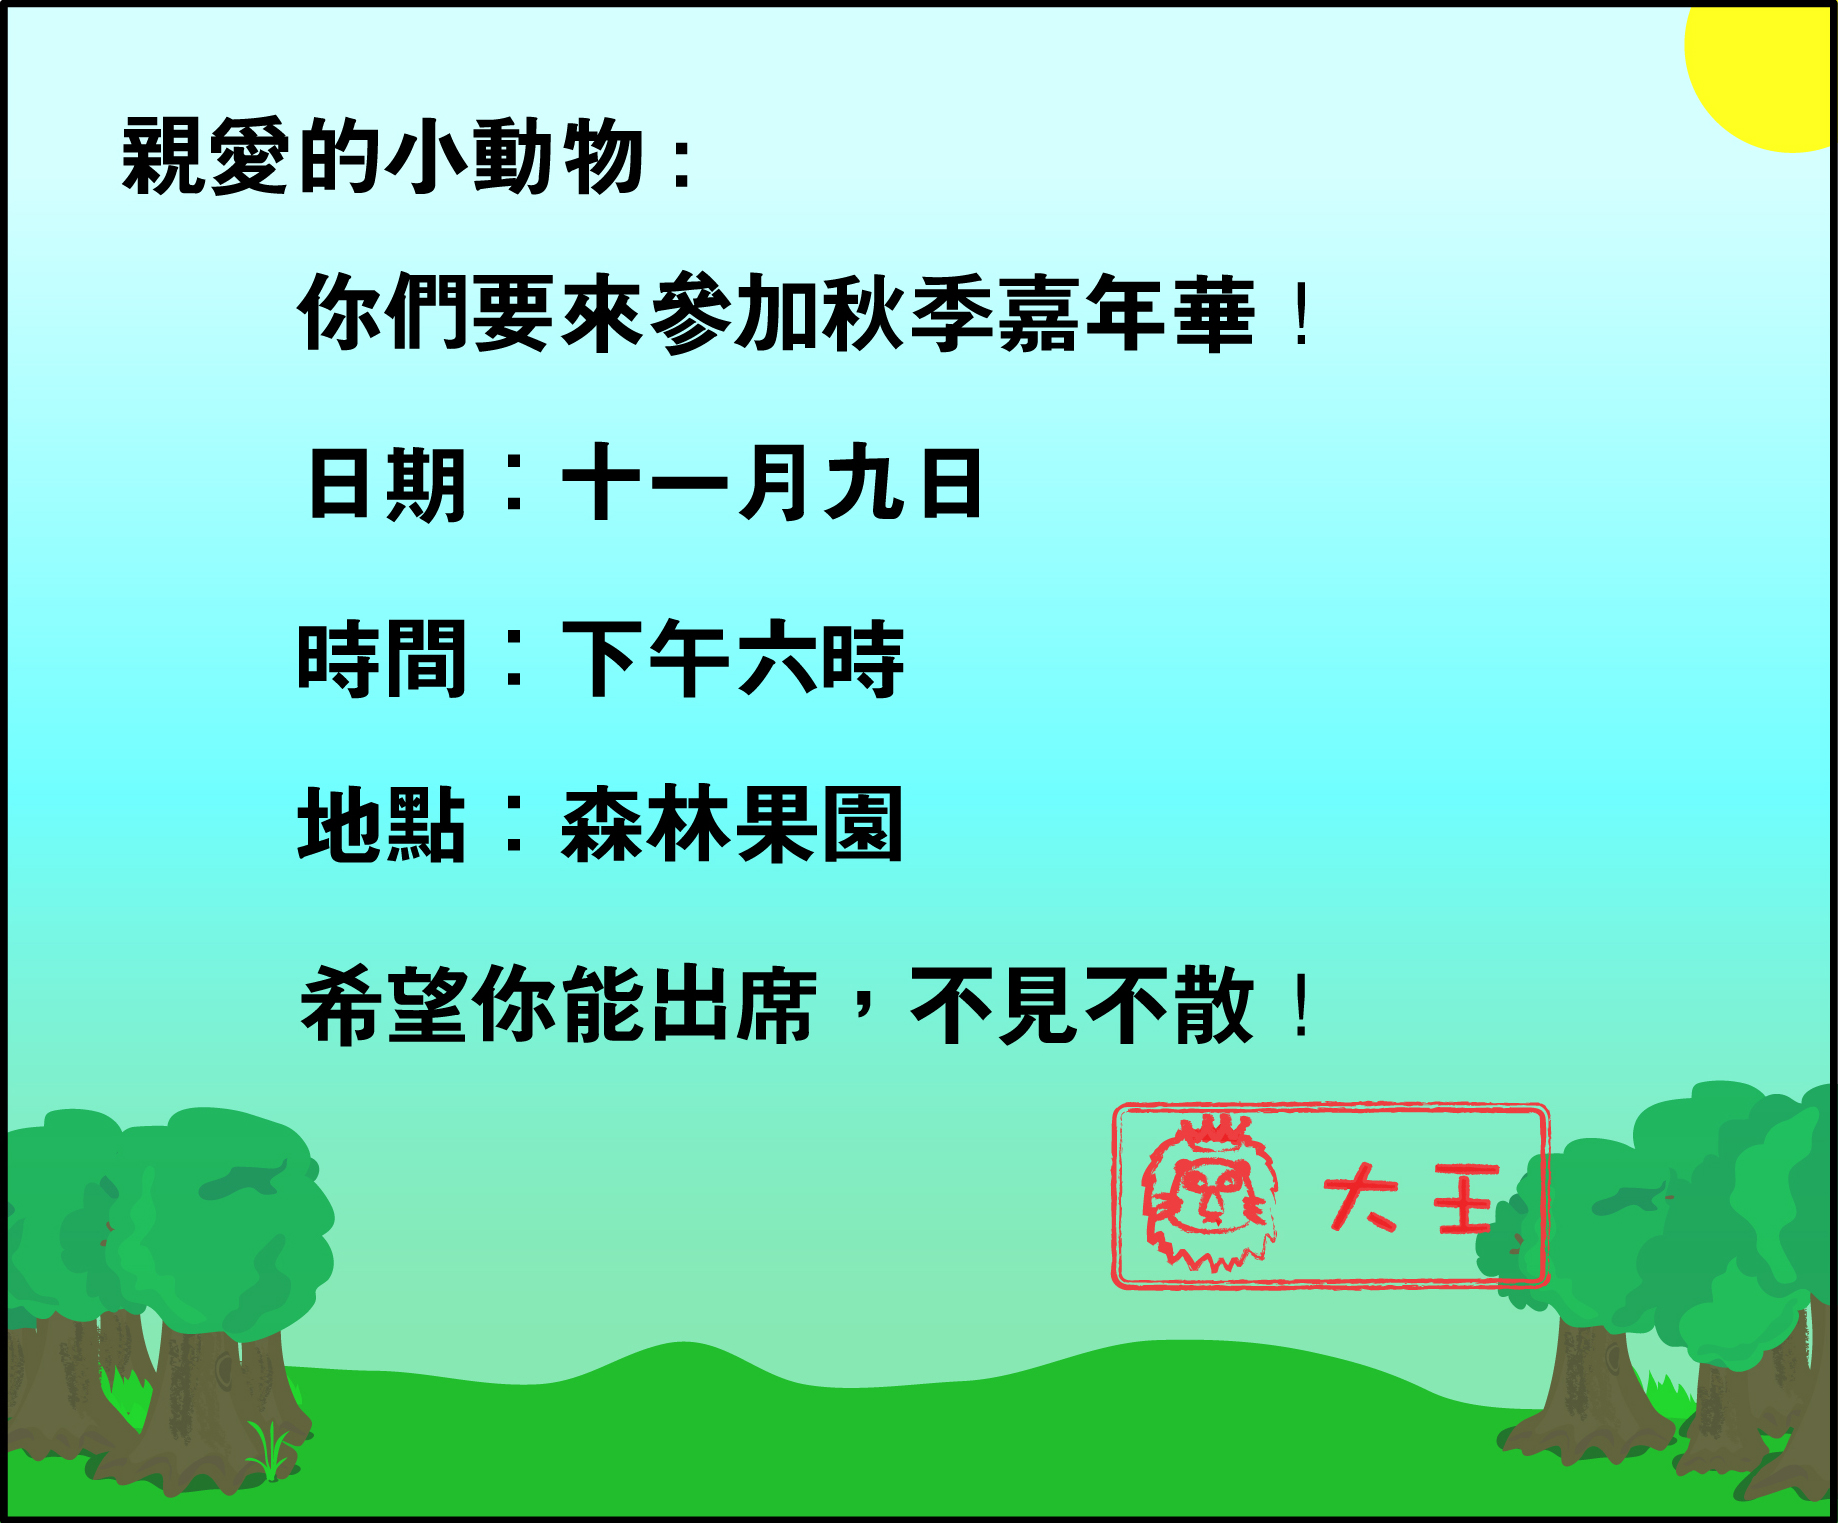 親愛的小動物：
你們要來參加秋季嘉年華！
日期：十一月九日
時間：下午六時
地點：森林果園
希望你能出席，不見不散！
大王